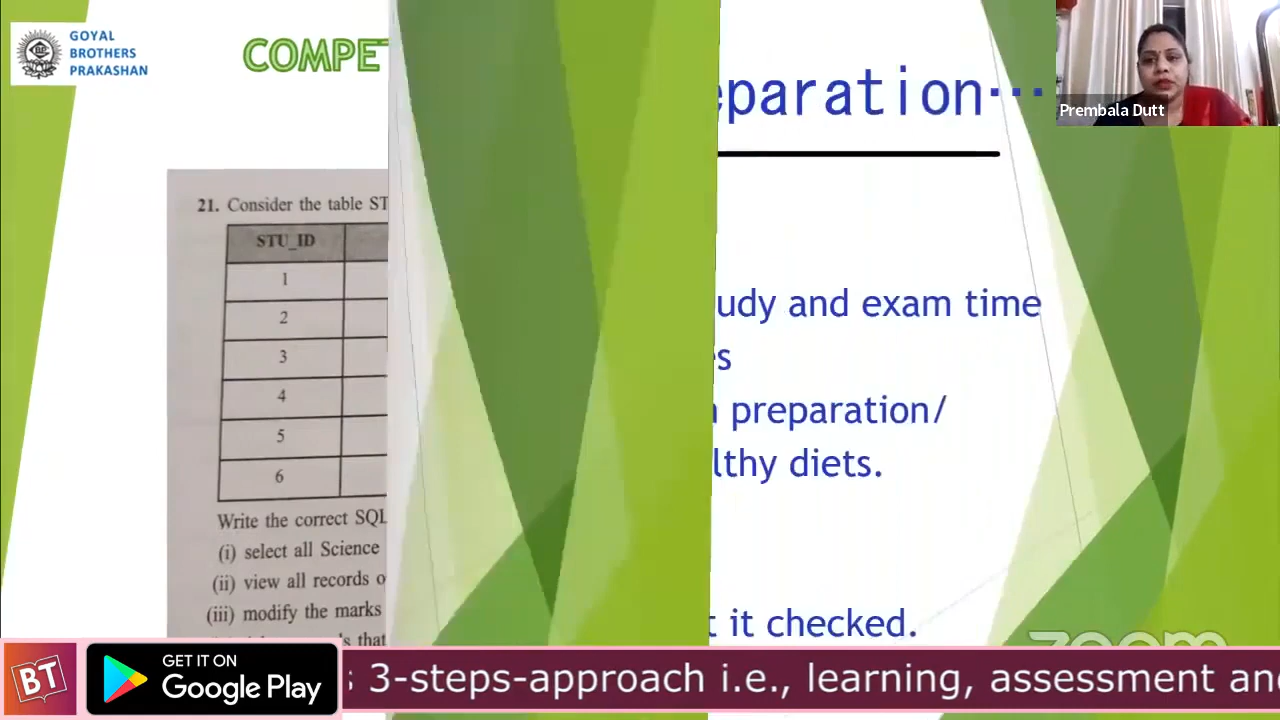 GOYAL
BROTHERS
PRAKASHAN
COMPET
eparation...
Prembala Dutt
21. Consider the table ST
STU_ID
1
2
3
4
5
6
Write the correct SQL
(i) select all Science
(ii) view all records o
(iii) modify the marks
s that
udy and exam time
es
preparation/
lthy diets.
t it checked.
zoom
BT
GET IT ON
Google Play
s 3-steps-approach i.e., learning, assessment and